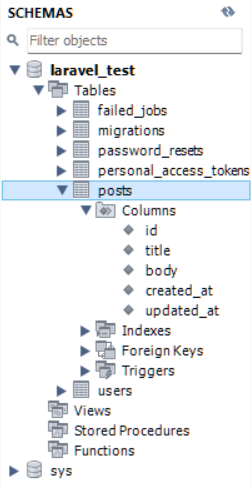 SCHEMAS
Filter objects
laravel_test
Tables
failed_jobs
migrations
password_resets
personal_access_tokens
posts
Columns
id
title
body
created_at
updated_at
Indexes
Foreign Keys
Triggers
users
Views
Stored Procedures
Functions
sys